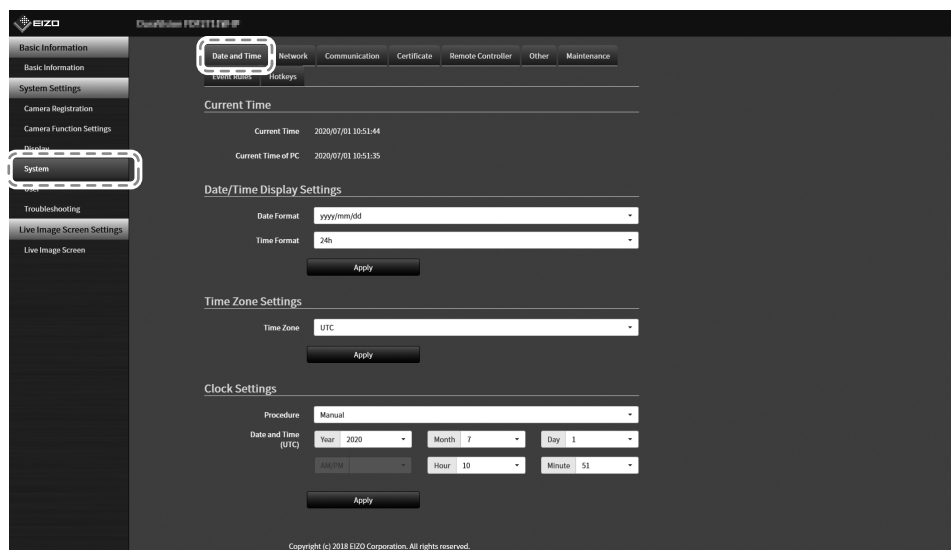 EIZO
Basic Information
Basic Information
System Settings
Camera Registration
Camera Function Settings
Display
System
User
Troubleshooting
Live Image Screen Settings
Live Image Screen
Date and Time Network Communication Certificate Remote Controller Other Maintenance
Event Rules Hotkeys
Current Time
Current Time 2020/07/01 10:51:44
Current Time of PC 2020/07/01 10:51:35
Date/Time Display Settings
Date Format yyyy/mm/dd
Time Format 24h
Apply
Time Zone Settings
Time Zone UTC
Apply
Clock Settings
Procedure Manual
Date and Time
(UTC)
Year 2020 Month 7 Day 1
AM/PM Hour 10 Minute 51
Apply
Copyright (c) 2018 EIZO Corporation. All rights reserved.